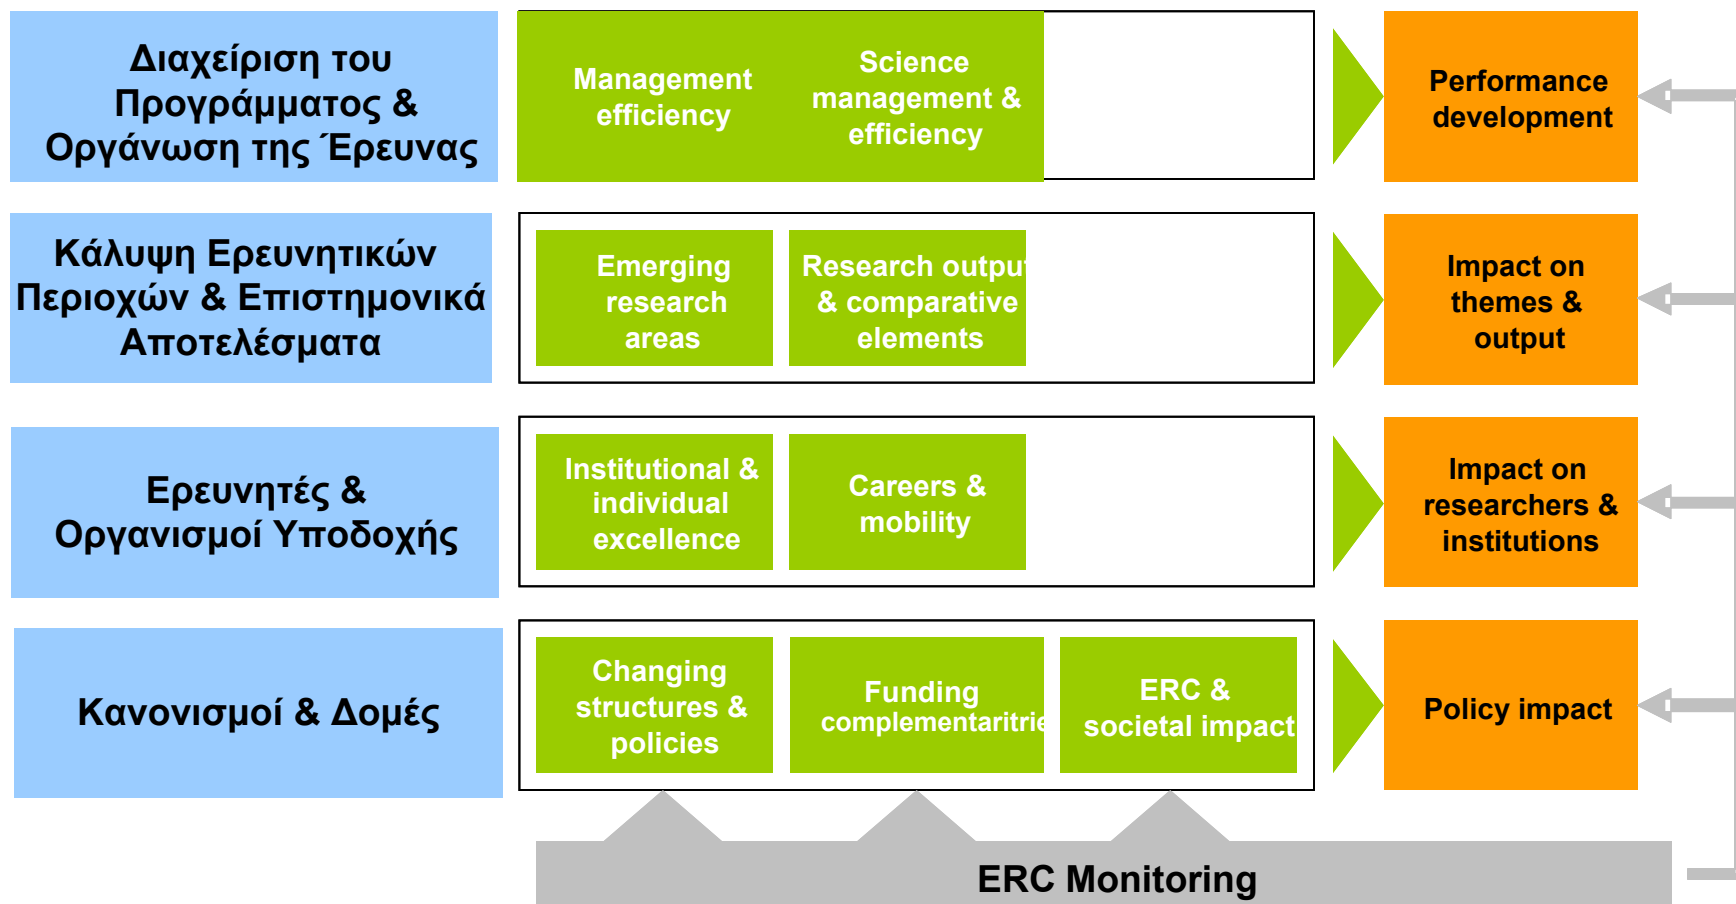 Διαχείριση του
Προγράμματος &
Οργάνωση της Έρευνας
Management
efficiency
Science
management &
efficiency
Performance
development
Κάλυψη Ερευνητικών
Περιοχών & Επιστημονικά
Αποτελέσματα
Emerging
research
areas
Research output
& comparative
elements
Impact on
themes &
output
Ερευνητές &
Οργανισμοί Υποδοχής
Institutional &
individual
excellence
Careers &
mobility
Impact on
researchers &
institutions
Κανονισμοί & Δομές
Changing
structures &
policies
Funding
complementaritrie
ERC &
societal impact
Policy impact
ERC Monitoring